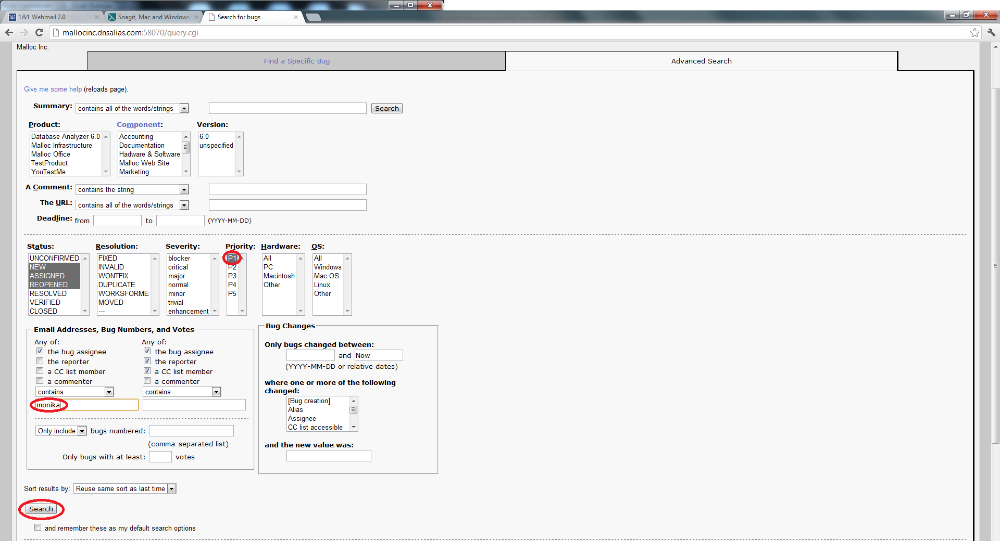 1&1 Webmail 2.0
Snagit, Mac and Windows
Search for bugs
mallocinc.dnsalias.com:58070/query.cgi
Malloc Inc.
Find a Specific Bug
Advanced Search
Give me some help (reloads page).
Summary: contains all of the words/strings Search
Product: Component: Version:
Database Analyzer 6.0 Accounting 6.0
Malloc Infrastructure Documentation unspecified
Malloc Office Hadware & Software
TestProduct Malloc Web Site
YouTestMe Marketing
A Comment: contains the string
The URL: contains all of the words/strings
Deadline: from to (YYYY-MM-DD)
Status: Resolution: Severity: Priority: Hardware: OS:
UNCONFIRMED FIXED blocker P1 All All
NEW INVALID critical P2 PC Windows
ASSIGNED WONTFIX major P3 Macintosh Mac OS
REOPENED DUPLICATE normal P4 Other Linux
RESOLVED WORKSFORME minor P5 Other
VERIFIED MOVED trivial
CLOSED --- enhancement
Email Addresses, Bug Numbers, and Votes
Any of: Any of:
the bug assignee the bug assignee
the reporter the reporter
a CC list member a CC list member
a commenter a commenter
contains contains
monika
Only include bugs numbered:
(comma-separated list)
Only bugs with at least: votes
Bug Changes
Only bugs changed between:
and Now
(YYYY-MM-DD or relative dates)
where one or more of the following
changed:
[Bug creation]
Alias
Assignee
CC list accessible
and the new value was:
Sort results by: Reuse same sort as last time
Search
and remember these as my default search options